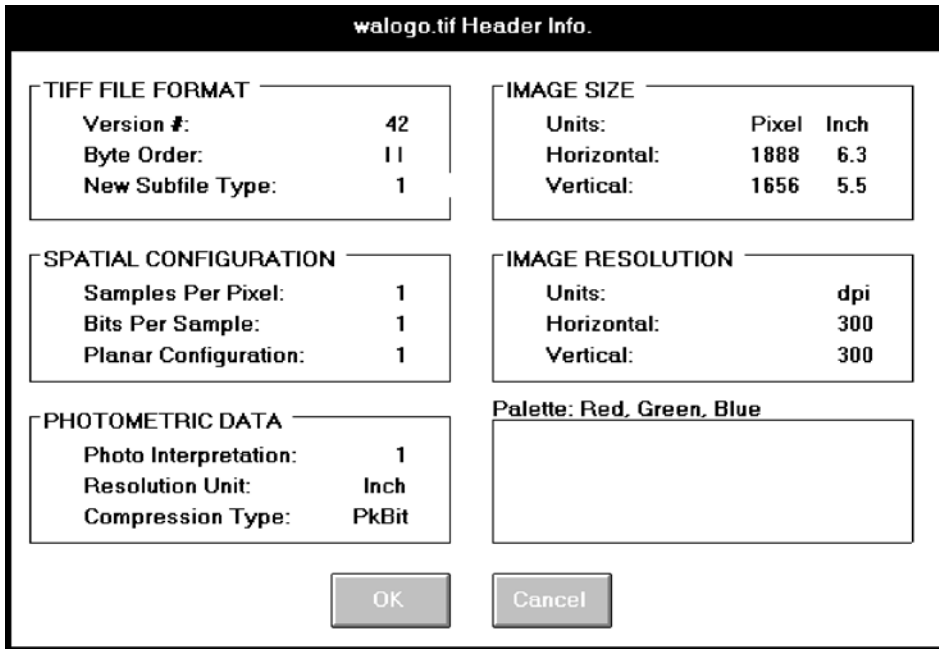 walogo.tif Header Info.
TIFF FILE FORMAT
Version #: 42
Byte Order: I I
New Subfile Type: 1
SPATIAL CONFIGURATION
Samples Per Pixel: 1
Bits Per Sample: 1
Planar Configuration: 1
PHOTOMETRIC DATA
Photo Interpretation: 1
Resolution Unit: Inch
Compression Type: PkBit
IMAGE SIZE
Units: Pixel Inch
Horizontal: 1888 6.3
Vertical: 1656 5.5
IMAGE RESOLUTION
Units: dpi
Horizontal: 300
Vertical: 300
Palette: Red, Green, Blue
OK Cancel